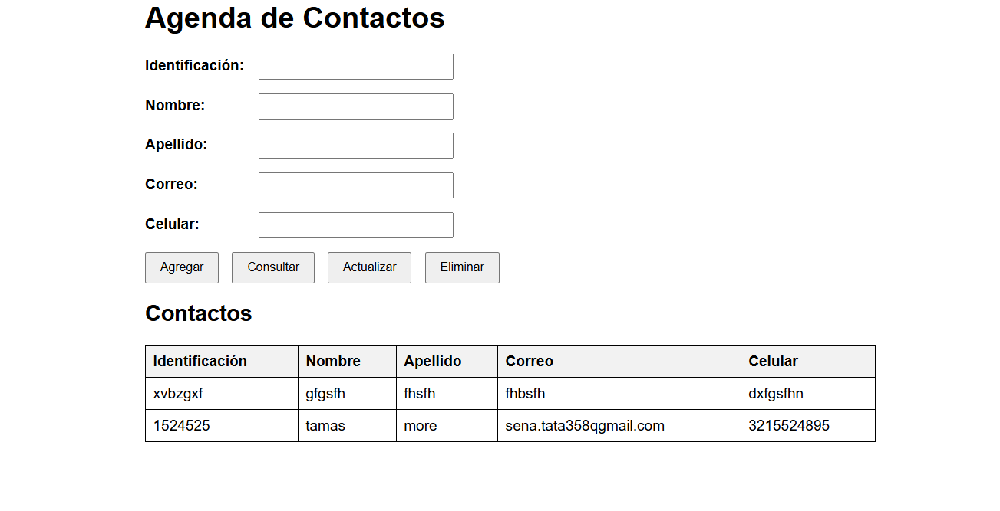 Agenda de Contactos
Identificación:
Nombre:
Apellido:
Correo:
Celular:
Agregar Consultar Actualizar Eliminar
Contactos
Identificación Nombre Apellido Correo Celular
xvbzgxf gfgsfh fhsfh fhbsfh dxfgsfhn
1524525 tamas more sena.tata358qgmail.com 3215524895